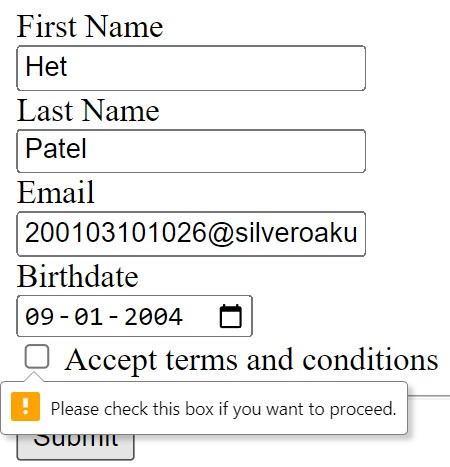 First Name
Het
Last Name
Patel
Email
200103101026@silveroaku
Birthdate
09-01-2004
Accept terms and conditions
Please check this box if you want to proceed.
Submit